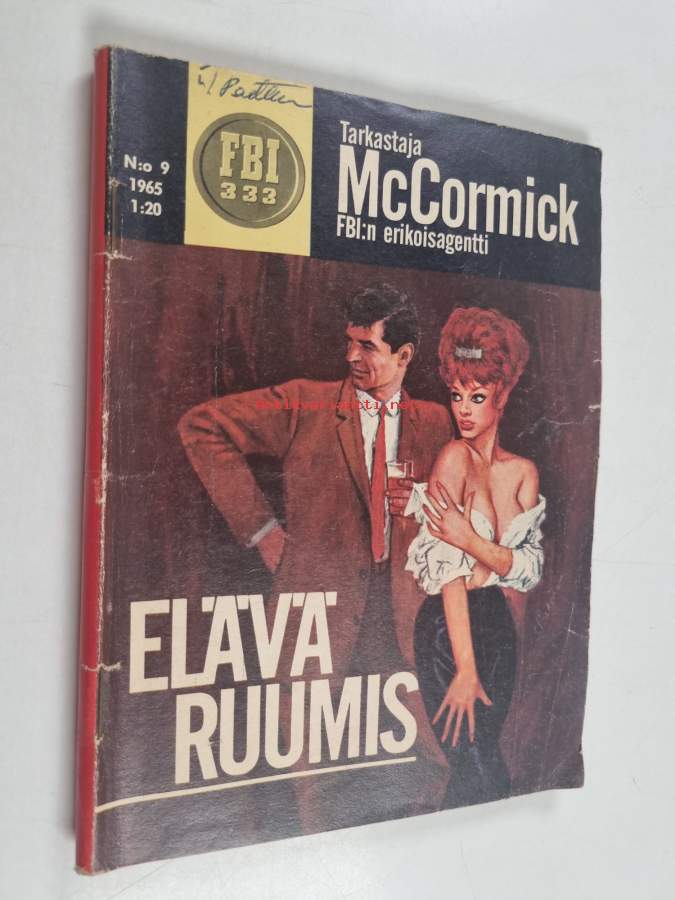 N:o 9
1965
1:20
FBI
333
Tarkastaja
McCormick
FBI:n erikoisagentti
ELÄVÄ
RUUMIS